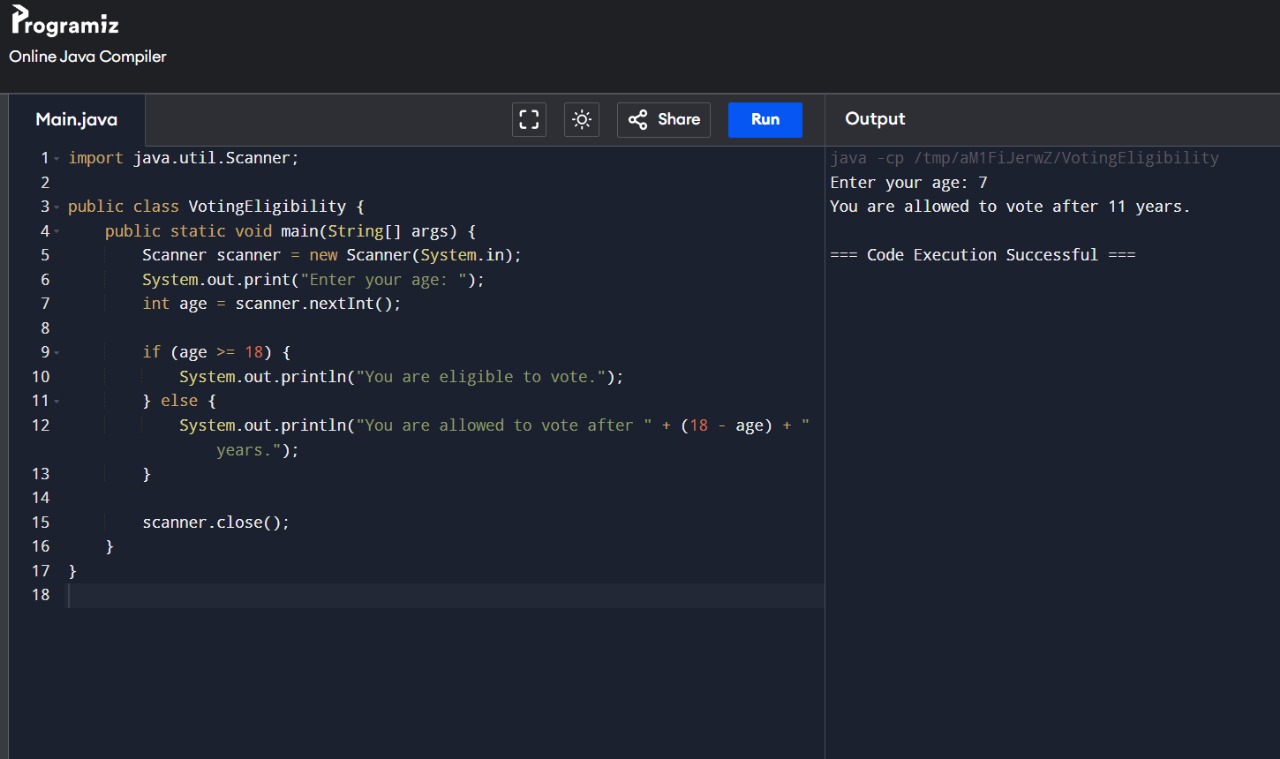 Programiz
Online Java Compiler
Main.java
Share
Run
Output
1 import java.util.Scanner;
2
3 public class VotingEligibility {
4     public static void main(String[] args) {
5         Scanner scanner = new Scanner(System.in);
6         System.out.print("Enter your age: ");
7         int age = scanner.nextInt();
8
9         if (age >= 18) {
10             System.out.println("You are eligible to vote.");
11         } else {
12             System.out.println("You are allowed to vote after " + (18 - age) + "
                years.");
13         }
14
15         scanner.close();
16     }
17 }
18
java -cp /tmp/aM1FiJerwZ/VotingEligibility
Enter your age: 7
You are allowed to vote after 11 years.
=== Code Execution Successful ===